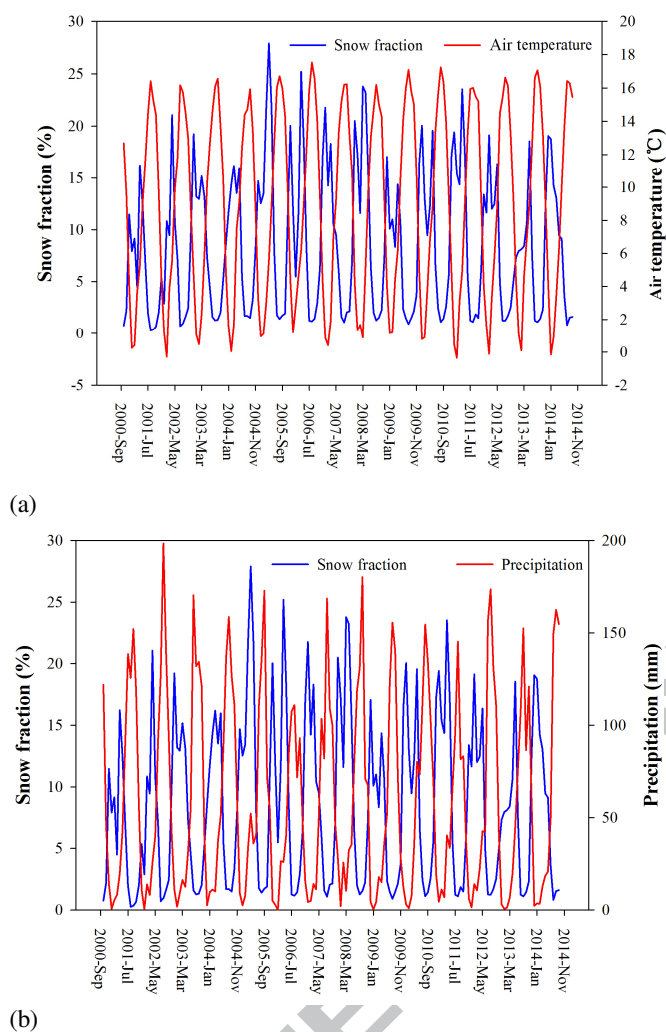 30
25
20
15
10
5
0
-5
20
18
16
14
12
10
8
6
4
2
0
-2
Snow fraction
Air temperature
Snow fraction (%)
Air temperature (℃)
2000-Sep
2001-Jul
2002-May
2003-Mar
2004-Jan
2004-Nov
2005-Sep
2006-Jul
2007-May
2008-Mar
2009-Jan
2009-Nov
2010-Sep
2011-Jul
2012-May
2013-Mar
2014-Jan
2014-Nov
(a)
30
25
20
15
10
5
0
200
150
100
50
0
Snow fraction
Precipitation
Snow fraction (%)
Precipitation (mm)
2000-Sep
2001-Jul
2002-May
2003-Mar
2004-Jan
2004-Nov
2005-Sep
2006-Jul
2007-May
2008-Mar
2009-Jan
2009-Nov
2010-Sep
2011-Jul
2012-May
2013-Mar
2014-Jan
2014-Nov
(b)